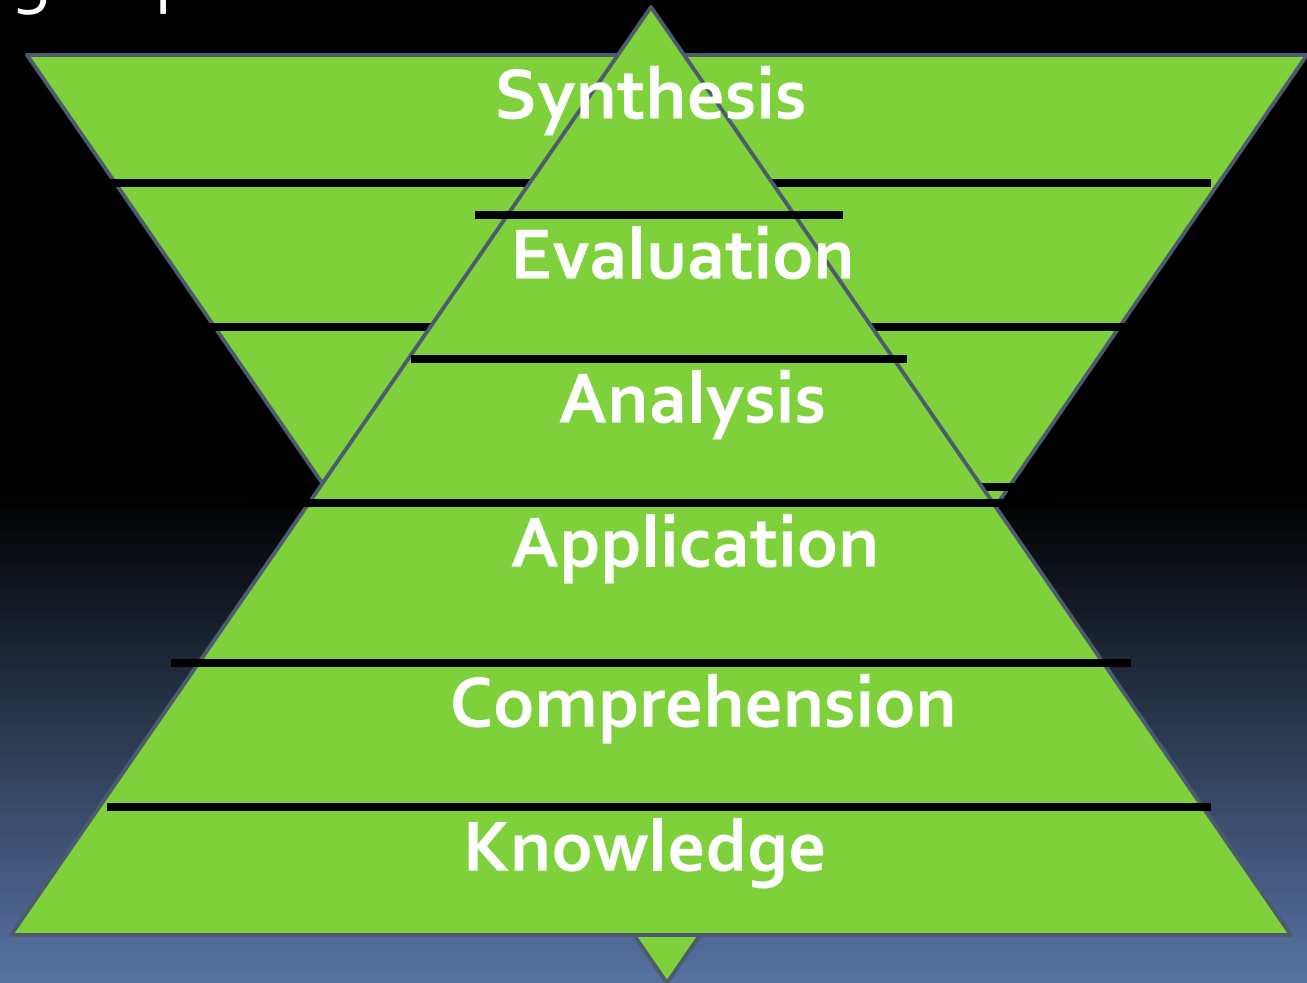 Synthesis
Evaluation
Analysis
Application
Comprehension
Knowledge